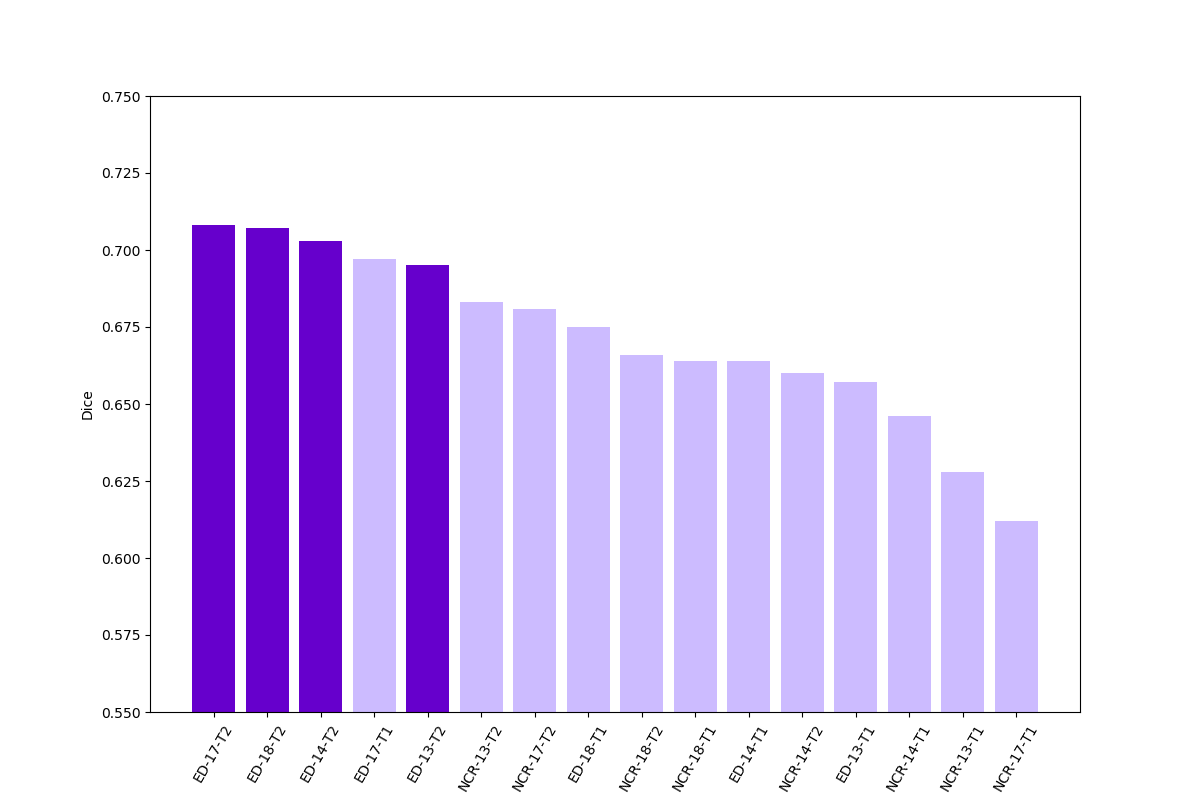 0.750
0.725
0.700
0.675
0.650
0.625
0.600
0.575
0.550
Dice
ED-17-T2
ED-18-T2
ED-14-T2
ED-17-T1
ED-13-T2
NCR-13-T2
NCR-17-T2
ED-18-T1
NCR-18-T2
NCR-18-T1
ED-14-T1
NCR-14-T2
ED-13-T1
NCR-14-T1
NCR-13-T1
NCR-17-T1